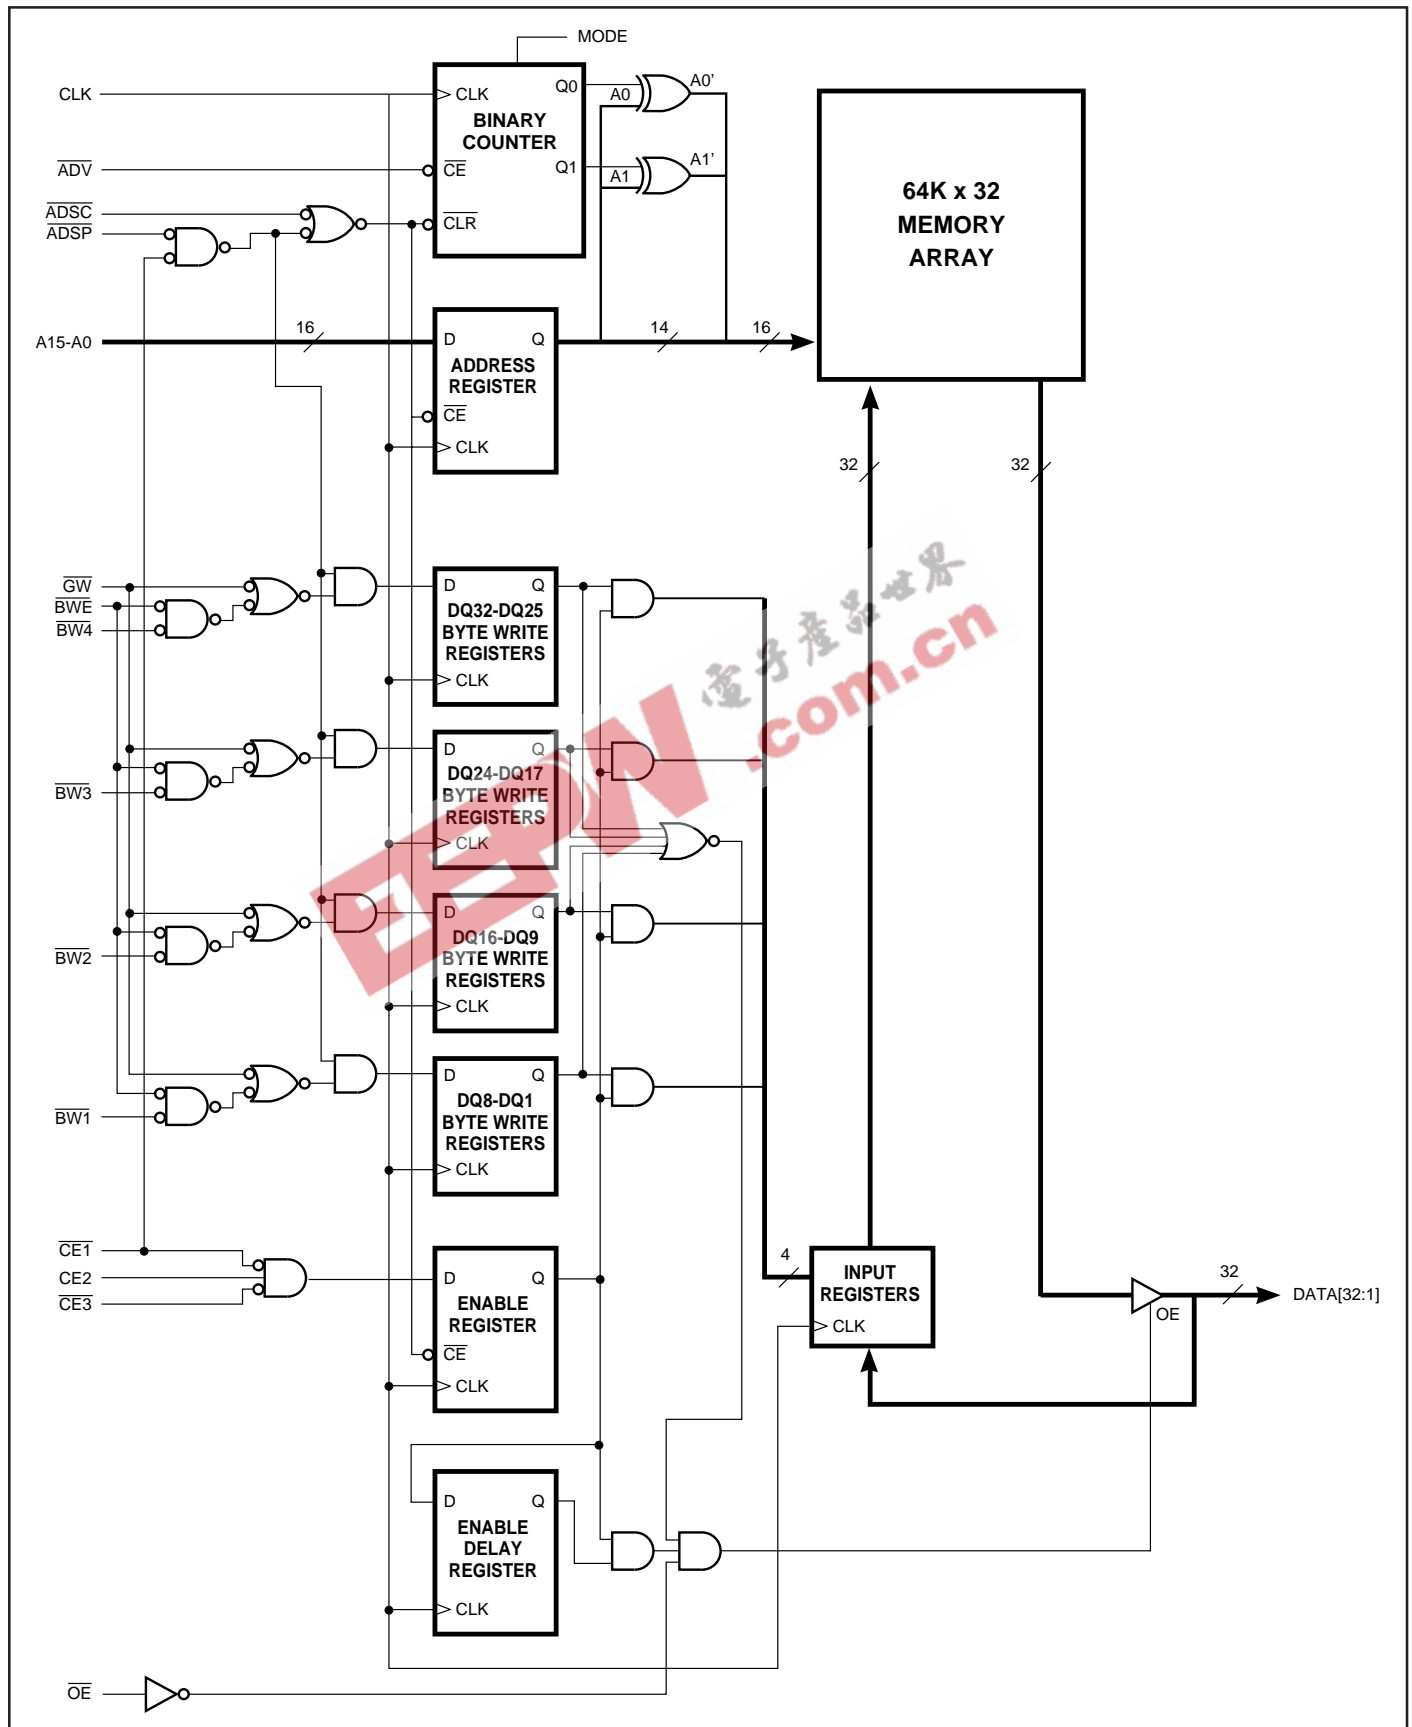 MODE
CLK
CLK
BINARY
COUNTER
Q0
A0
A0'
ADV
CE
Q1
A1
A1'
ADSC
ADSP
CLR
64K x 32
MEMORY
ARRAY
A15-A0
16
D
Q
14
16
ADDRESS
REGISTER
CE
CLK
32
32
GW
BWE
BW4
D
Q
DQ32-DQ25
BYTE WRITE
REGISTERS
CLK
電子產品世界
.com.cn
EEPW
BW3
D
Q
DQ24-DQ17
BYTE WRITE
REGISTERS
CLK
BW2
D
Q
DQ16-DQ9
BYTE WRITE
REGISTERS
CLK
BW1
D
Q
DQ8-DQ1
BYTE WRITE
REGISTERS
CLK
CE1
CE2
CE3
D
Q
ENABLE
REGISTER
CE
CLK
4
INPUT
REGISTERS
CLK
OE
32
DATA[32:1]
D
Q
ENABLE
DELAY
REGISTER
CLK
OE